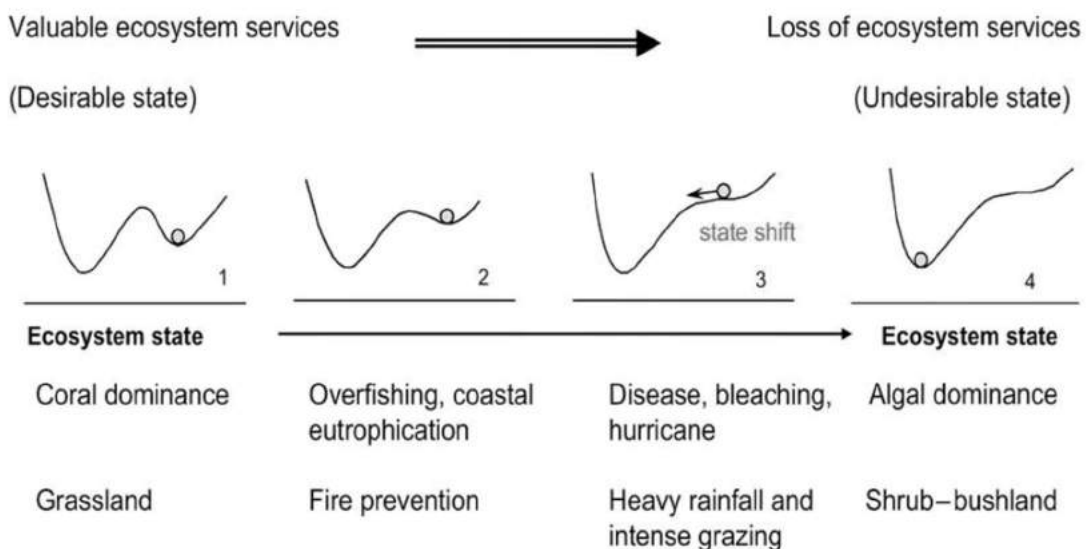 Valuable ecosystem services
Loss of ecosystem services
(Desirable state)
(Undesirable state)
state shift
1
2
3
4
Ecosystem state
Ecosystem state
Coral dominance
Overfishing, coastal
eutrophication
Disease, bleaching,
hurricane
Algal dominance
Grassland
Fire prevention
Heavy rainfall and
intense grazing
Shrub–bushland